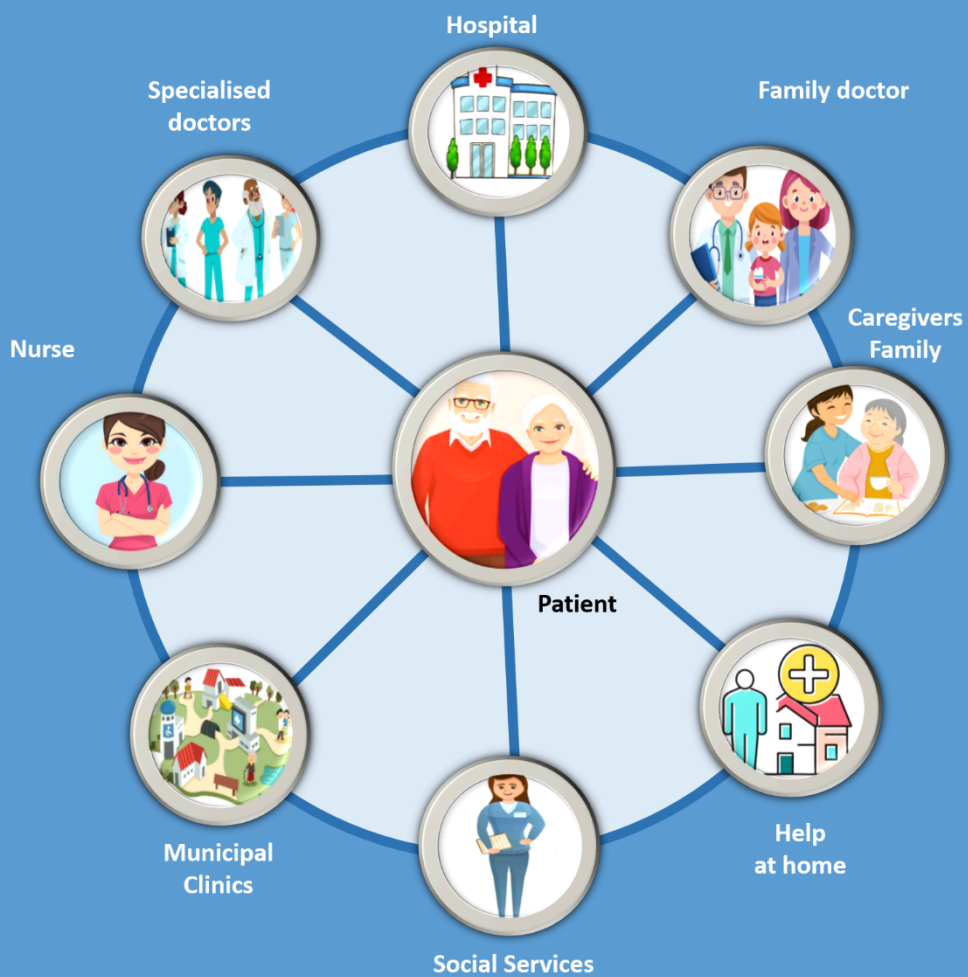 Hospital
Specialised
doctors
Family doctor
Caregivers
Family
Nurse
Patient
Help
at home
Municipal
Clinics
Social Services